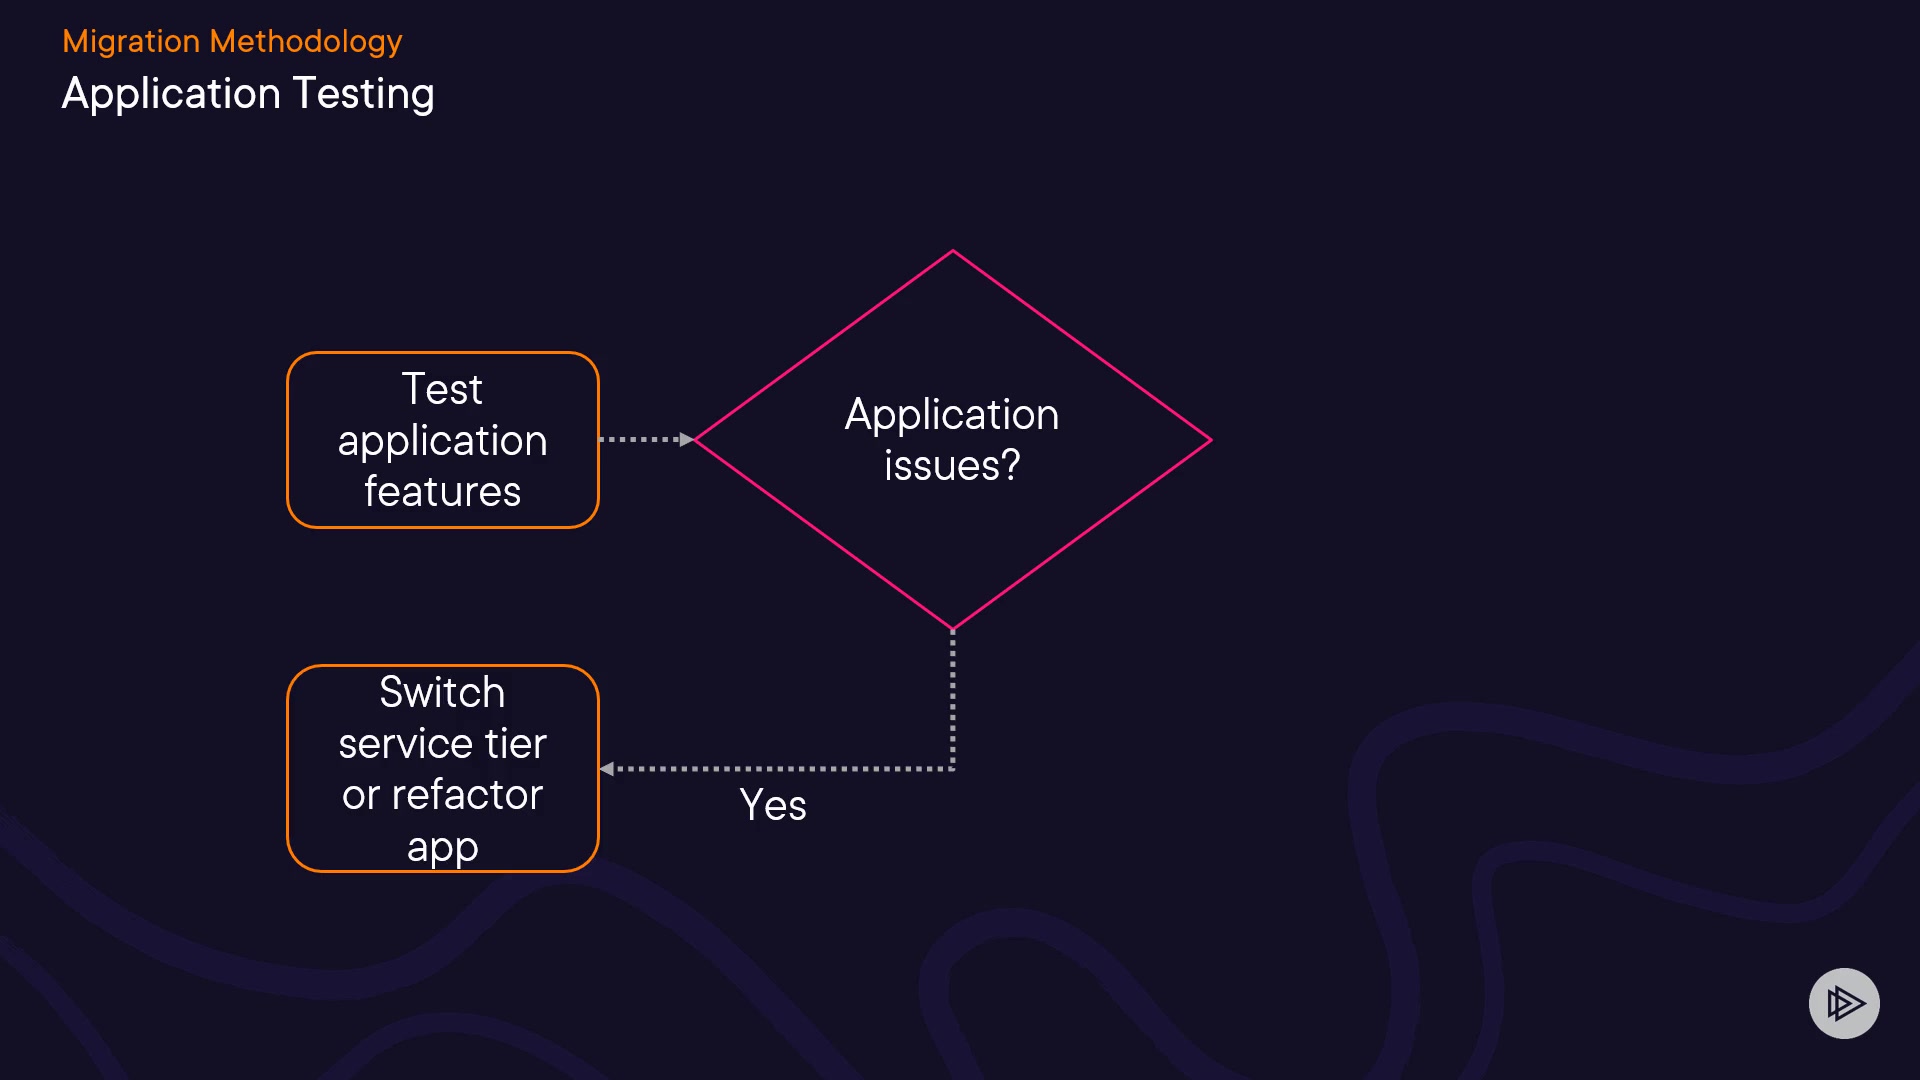 Migration Methodology
Application Testing
Test
application
features
Application
issues?
Switch
service tier
or refactor
app
Yes